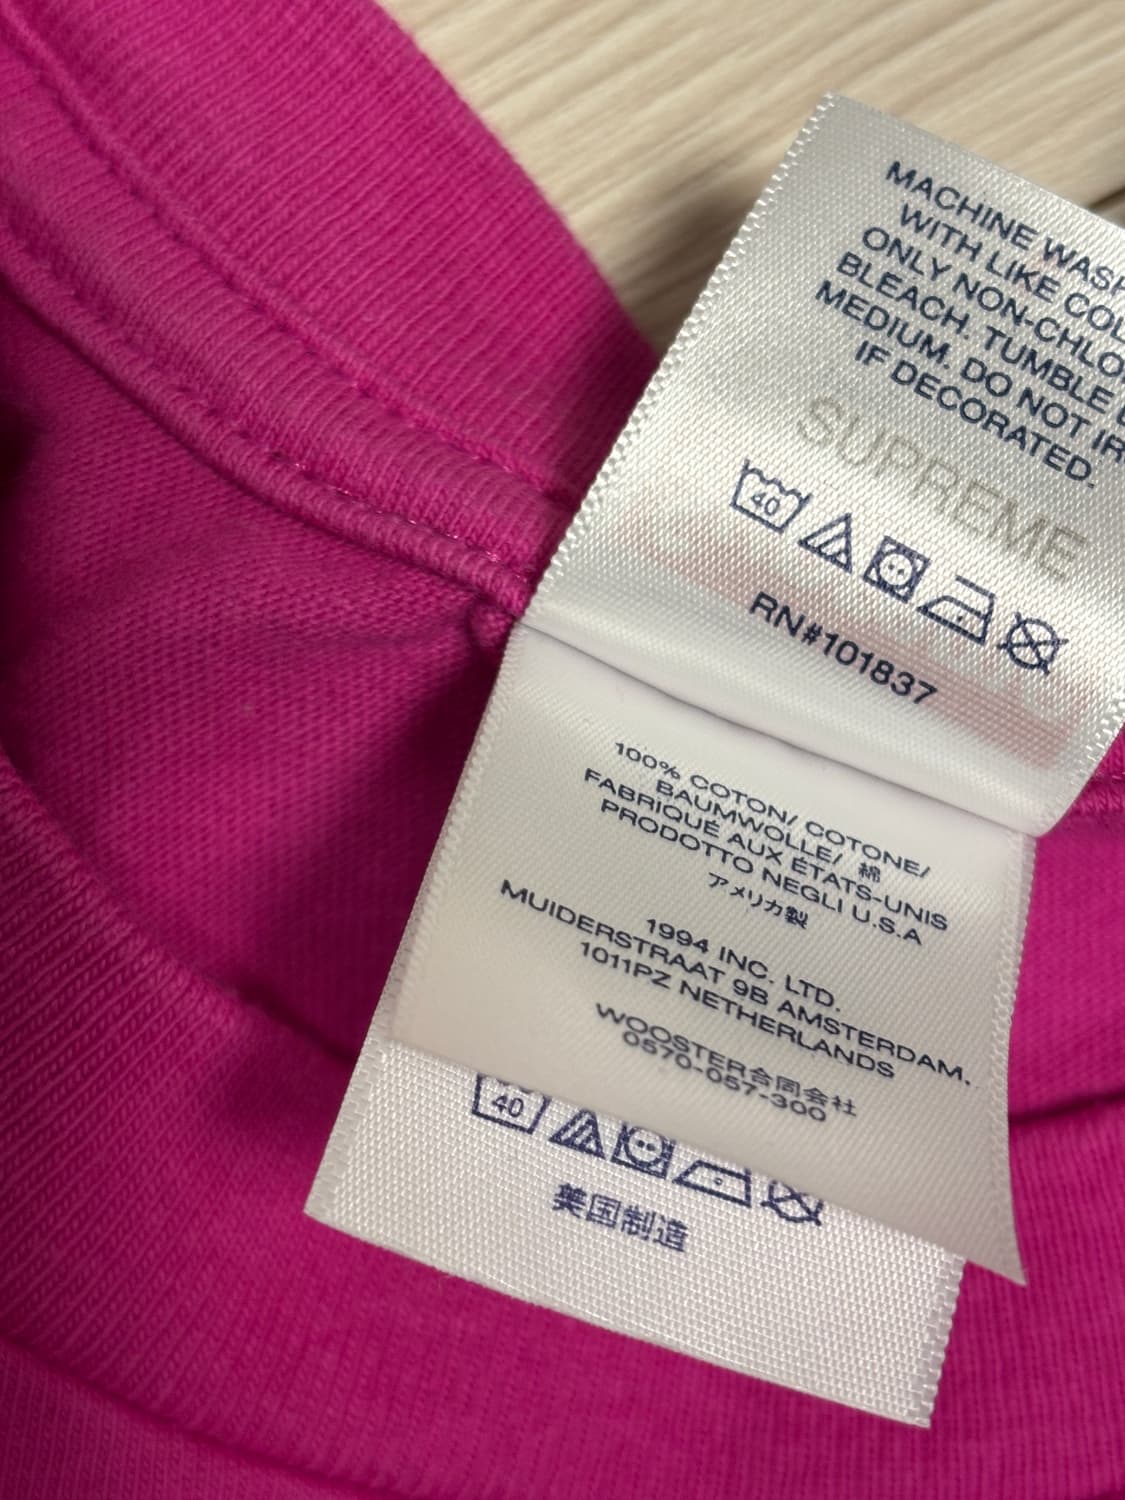 MACHINE WASH
WITH LIKE
ONLY NON-CHLO
BLEACH. TUMBLE
MEDIUM. DO NOT
IF DECORATED.
SUPREME
40
RN#101837
100% COTON/ COTONE/
BAUMWOLLE/ 綿
FABRIQUÉ AUX ÉTATS-UNIS
PRODOTTO NEGLI U.S.A
アメリカ製
1994 INC. LTD.
MUIDERSTRAAT 9B AMSTERDAM.
1011PZ NETHERLANDS
WOOSTER合同会社
0570-057-300
40
美国制造